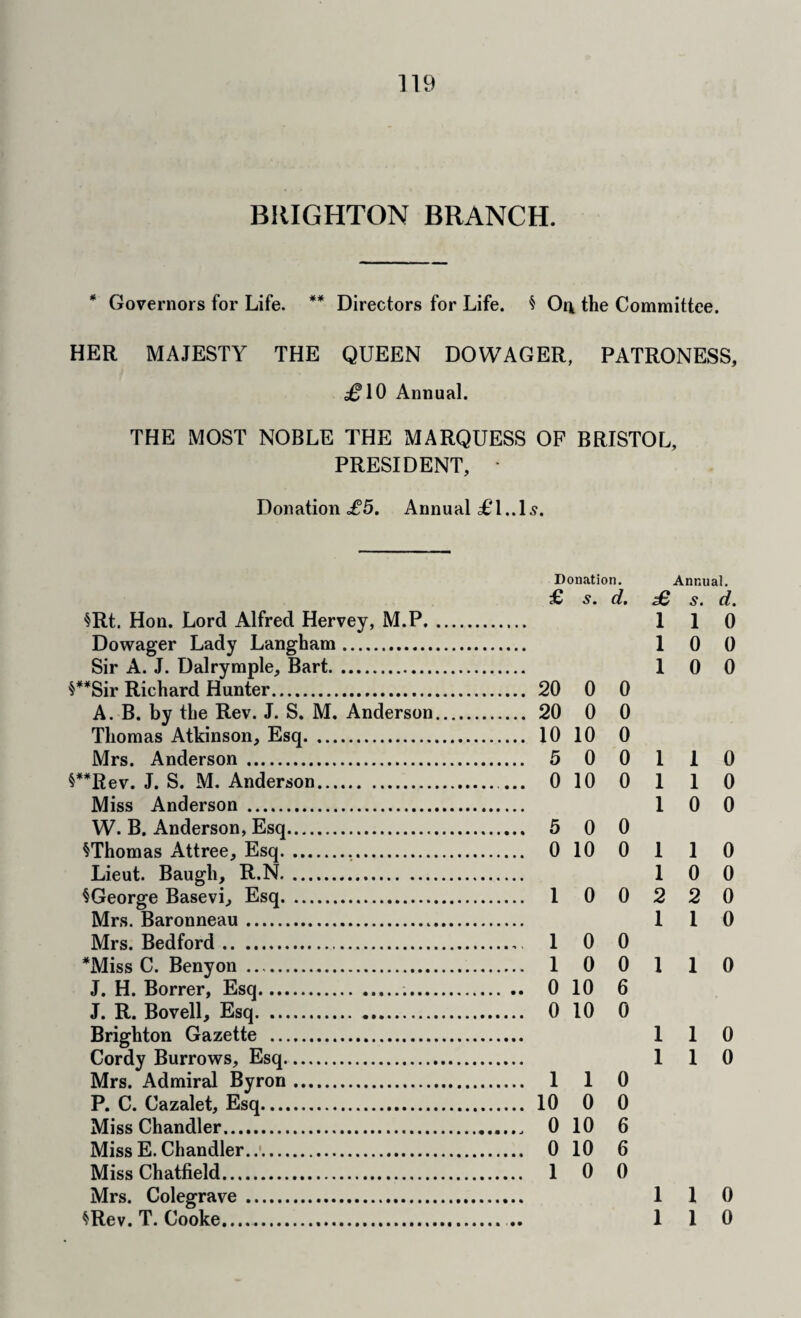 119
BRIGHTON BRANCH.
* Governors for Life. ** Directors for Life. § On the Committee.
HER MAJESTY THE QUEEN DOWAGER, PATRONESS,
£10 Annual.
THE MOST NOBLE THE MARQUESS OF BRISTOL,
PRESIDENT,
Donation £5. Annual £1..1s.
Donation. Annual.
£ s. d. £ s. d.
§Rt. Hon. Lord Alfred Hervey, M.P. ............ 1 1 0
Dowager Lady Langham ............ 1 0 0
Sir A. J. Dalrymple, Bart. ............ 1 0 0
§**Sir Richard Hunter............ 20 0 0
A. B. by the Rev. J. S. M. Anderson............ 20 0 0
Thomas Atkinson, Esq. ............ 10 10 0
Mrs. Anderson ............ 5 0 0 1 1 0
§**Rev. J. S. M. Anderson............ 0 10 0 1 1 0
Miss Anderson ............ 1 0 0
W. B. Anderson, Esq............ 5 0 0
§Thomas Attree, Esq. ............ 0 10 0 1 1 0
Lieut. Baugh, R.N. ............ 1 0 0
§George Basevi, Esq. ............ 1 0 0 2 2 0
Mrs. Baronneau ............ 1 1 0
Mrs. Bedford ............ 1 0 0
*Miss C. Benyon ............ 1 0 0 1 1 0
J. H. Borrer, Esq............ 0 10 6
J. R. Bovell, Esq. ............ 0 10 0
Brighton Gazette ............ 1 1 0
Cordy Burrows, Esq............ 1 1 0
Mrs. Admiral Byron ............ 1 1 0
P. C. Cazalet, Esq............ 10 0 0
Miss Chandler............ 0 10 6
Miss E. Chandler............ 0 10 6
Miss Chatfield............ 1 0 0
Mrs. Colegrave ............ 1 1 0
§Rev. T. Cooke............ 1 1 0